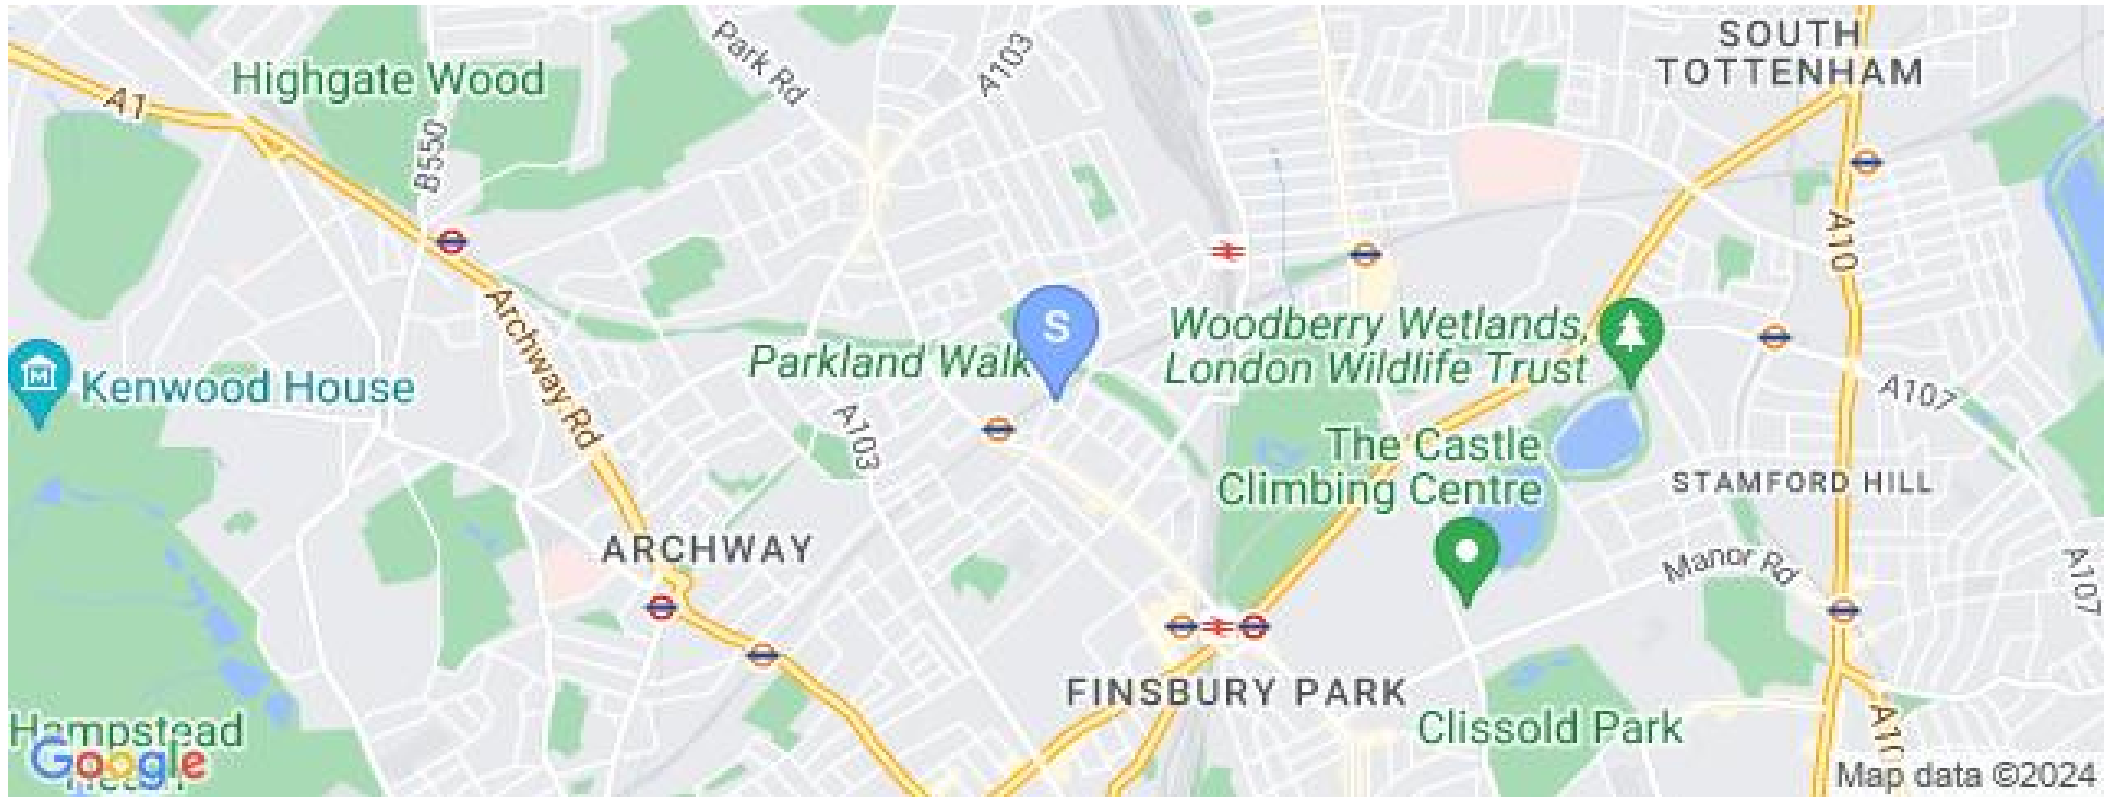 SOUTH
TOTTENHAM
Park Rd
A103
Highgate Wood
A1
B550
A10
Archway Rd
S
Woodberry Wetlands,
London Wildlife Trust
Parkland Walk
M
Kenwood House
A107
A103
The Castle
Climbing Centre
STAMFORD HILL
ARCHWAY
Manor Rd
A107
FINSBURY PARK
Clissold Park
Hampstead
Google
Map data ©2024